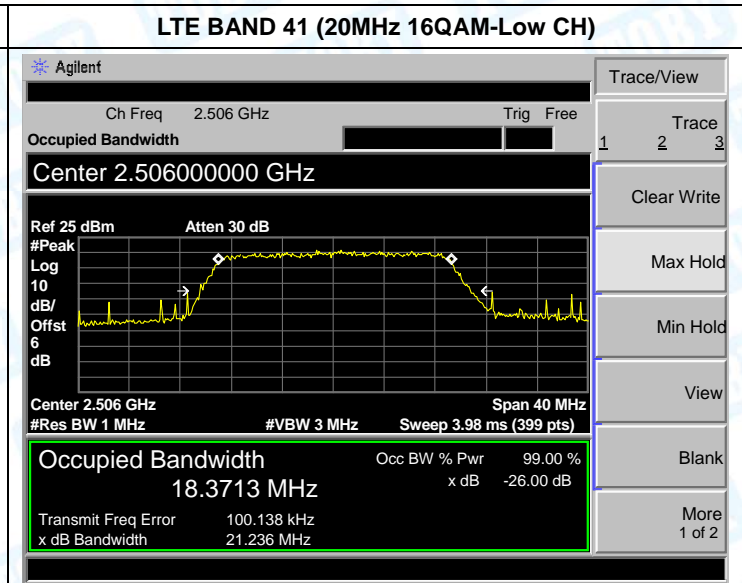 LTE BAND 41 (20MHz 16QAM-Low CH)
Agilent
Trace/View
Ch Freq 2.506 GHz Trig Free
Occupied Bandwidth
Trace
1 2 3
Center 2.506000000 GHz
Clear Write
Ref 25 dBm Atten 30 dB
#Peak
Log
10
dB/
Offst
6
dB
Max Hold
Min Hold
View
Center 2.506 GHz Span 40 MHz
#Res BW 1 MHz #VBW 3 MHz Sweep 3.98 ms (399 pts)
Occupied Bandwidth Occ BW % Pwr 99.00 %
18.3713 MHz x dB -26.00 dB
Blank
Transmit Freq Error 100.138 kHz
x dB Bandwidth 21.236 MHz
More
1 of 2